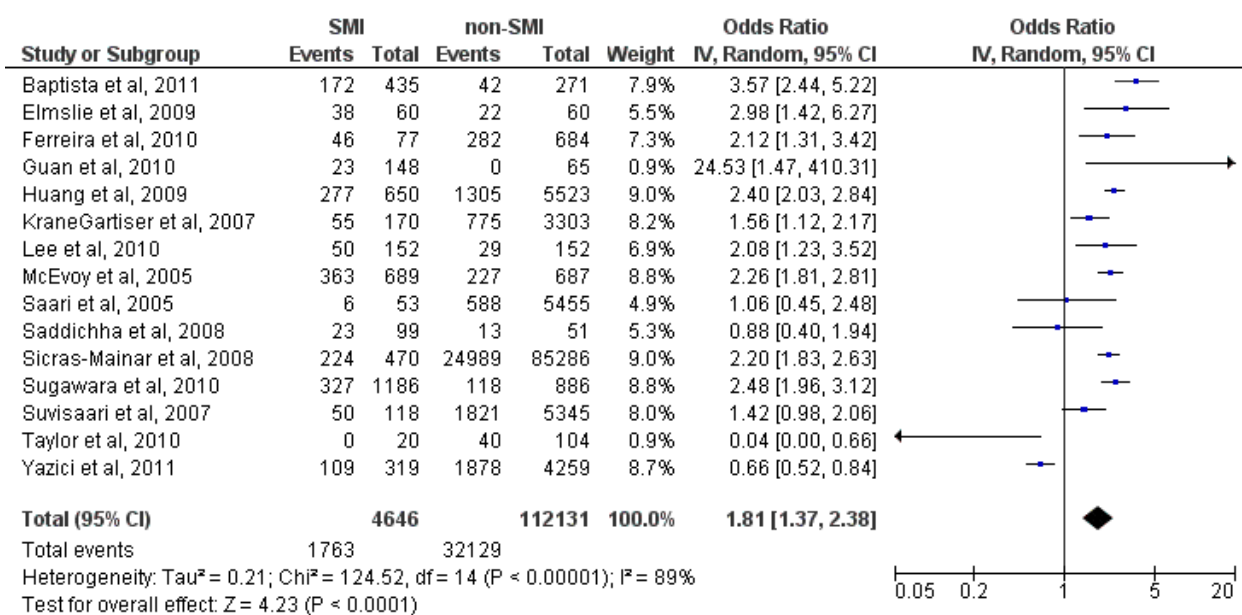 SMI non-SMI Odds Ratio Odds Ratio
Study or Subgroup Events Total Events Total Weight IV, Random, 95% CI IV, Random, 95% CI
Baptista et al, 2011 172 435 42 271 7.9% 3.57 [2.44, 5.22]
Elmslie et al, 2009 38 60 22 60 5.5% 2.98 [1.42, 6.27]
Ferreira et al, 2010 46 77 282 684 7.3% 2.12 [1.31, 3.42]
Guan et al, 2010 23 148 0 65 0.9% 24.53 [1.47, 410.31]
Huang et al, 2009 277 650 1305 5523 9.0% 2.40 [2.03, 2.84]
KraneGartiser et al, 2007 55 170 775 3303 8.2% 1.56 [1.12, 2.17]
Lee et al, 2010 50 152 29 152 6.9% 2.08 [1.23, 3.52]
McEvoy et al, 2005 363 689 227 687 8.8% 2.26 [1.81, 2.81]
Saari et al, 2005 6 53 588 5455 4.9% 1.06 [0.45, 2.48]
Saddichha et al, 2008 23 99 13 51 5.3% 0.88 [0.40, 1.94]
Sicras-Mainar et al, 2008 224 470 24989 85286 9.0% 2.20 [1.83, 2.63]
Sugawara et al, 2010 327 1186 118 886 8.8% 2.48 [1.96, 3.12]
Suvisaari et al, 2007 50 118 1821 5345 8.0% 1.42 [0.98, 2.06]
Taylor et al, 2010 0 20 40 104 0.9% 0.04 [0.00, 0.66]
Yazici et al, 2011 109 319 1878 4259 8.7% 0.66 [0.52, 0.84]
Total (95% CI) 4646 112131 100.0% 1.81 [1.37, 2.38]
Total events 1763 32129
Heterogeneity: Tau² = 0.21; Chi² = 124.52, df = 14 (P < 0.00001); I² = 89%
Test for overall effect: Z = 4.23 (P < 0.0001)
0.05 0.2 1 5 20